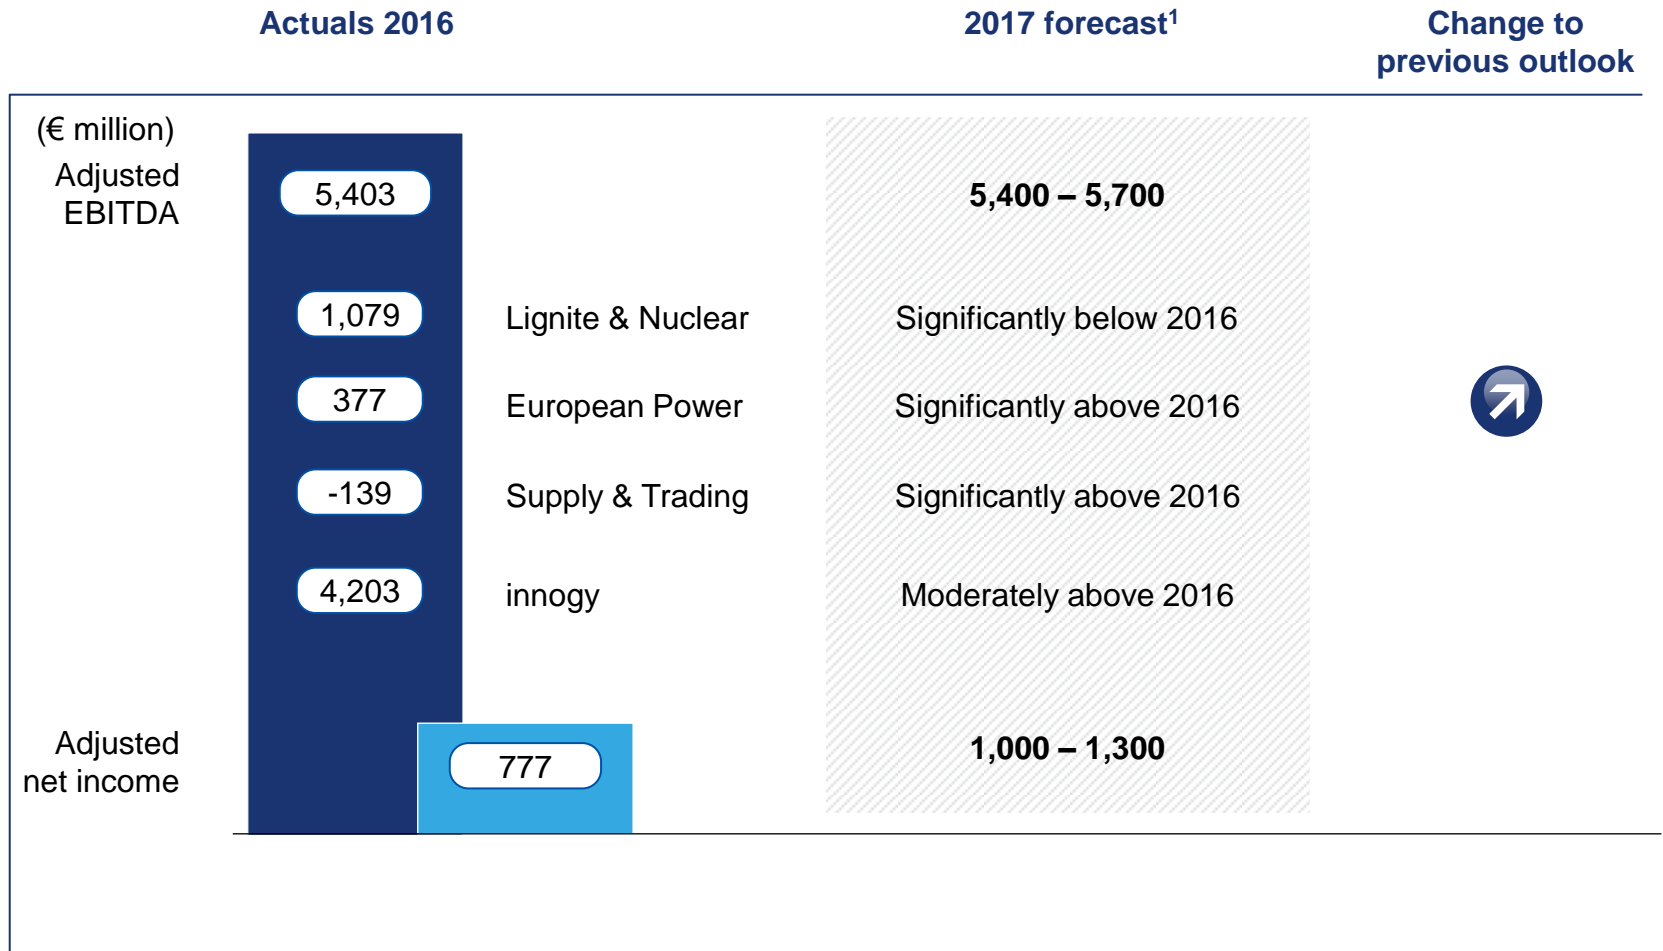 Actuals 2016
2017 forecast¹
Change to
previous outlook
(€ million)
Adjusted
EBITDA
5,403
5,400 – 5,700
1,079
Lignite & Nuclear
Significantly below 2016
377
European Power
Significantly above 2016
-139
Supply & Trading
Significantly above 2016
4,203
innogy
Moderately above 2016
Adjusted
net income
777
1,000 – 1,300